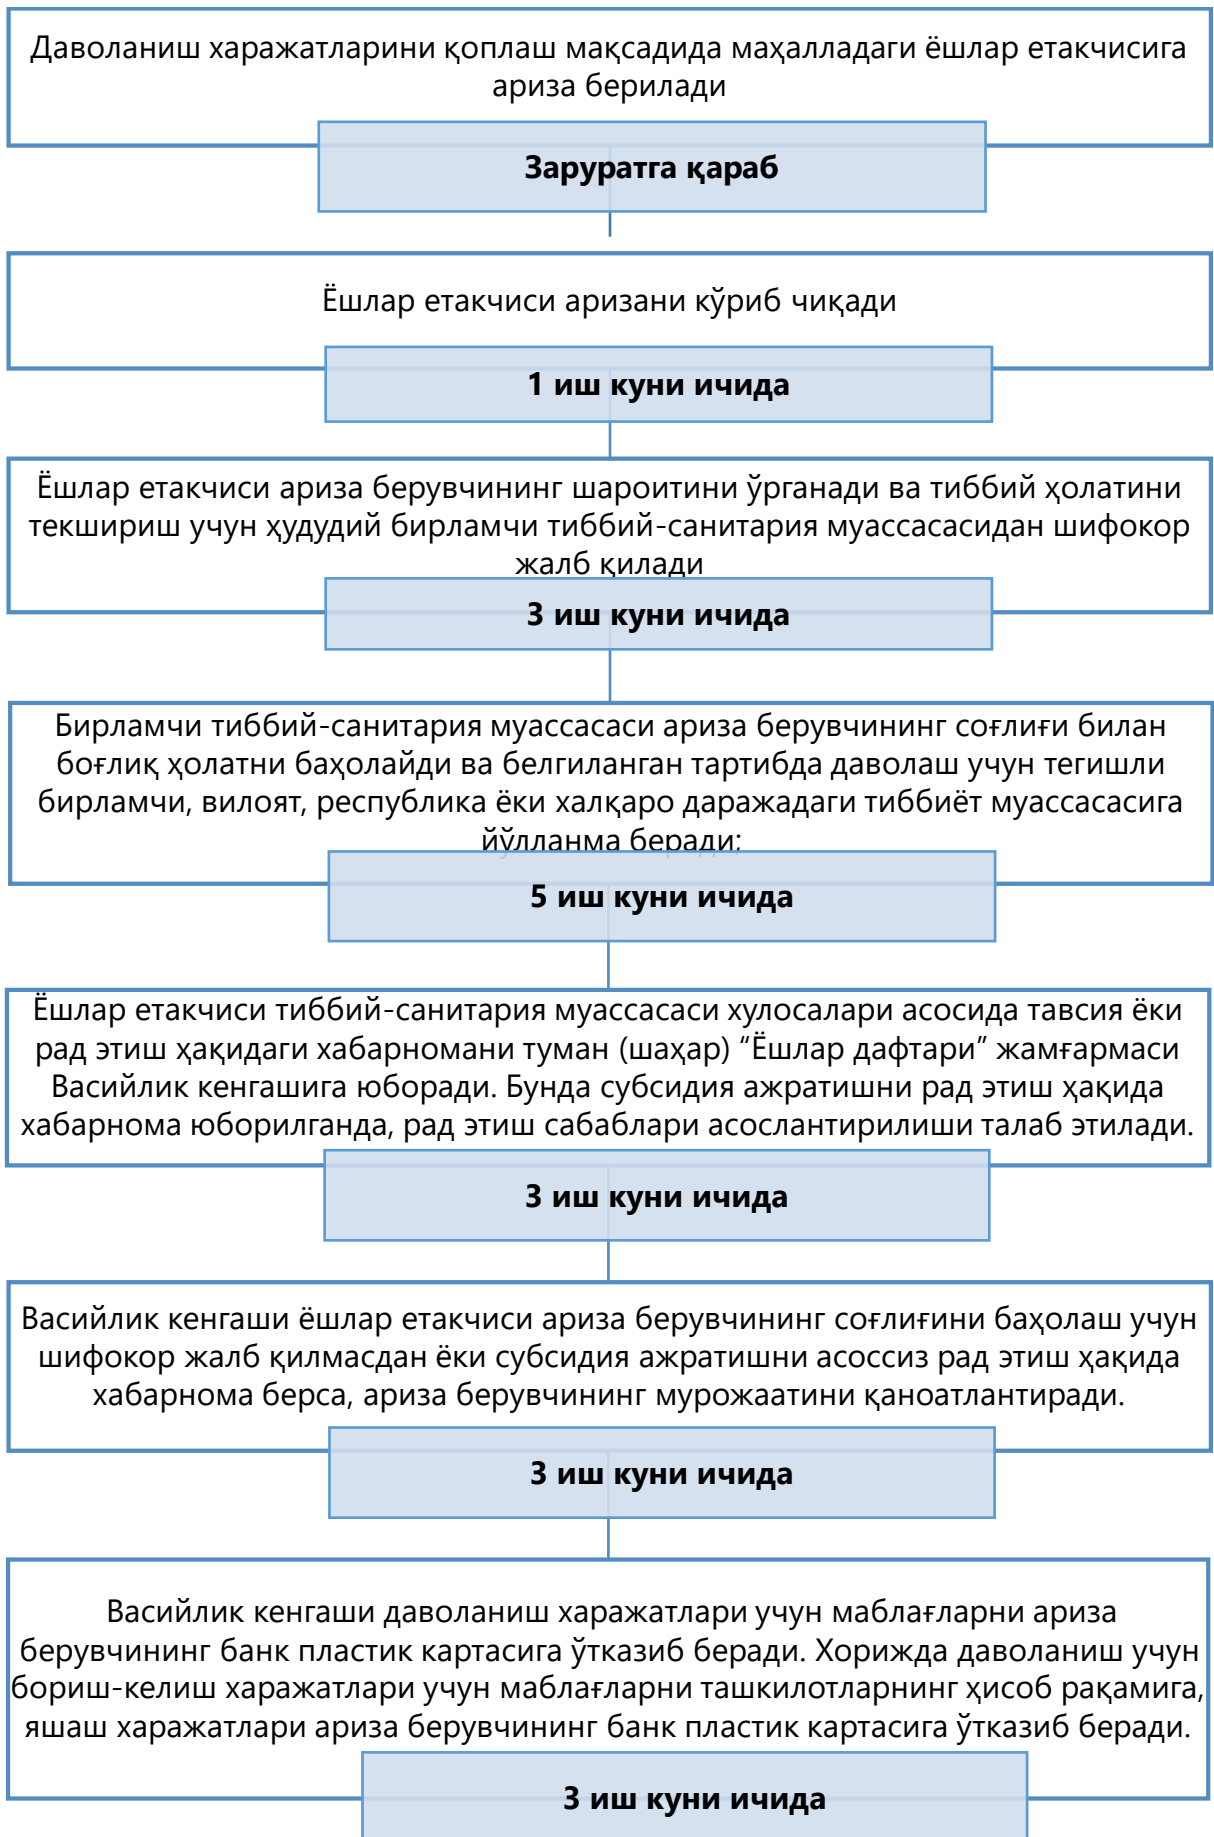 Даволаниш харажатларини қоплаш мақсадида маҳалладаги ёшлар етакчисига
ариза берилади
Заруратга қараб
Ёшлар етакчиси аризани кўриб чиқади
1 иш куни ичида
Ёшлар етакчиси ариза берувчининг шароитини ўрганади ва тиббий ҳолатини
текшириш учун ҳудудий бирламчи тиббий-санитария муассасасидан шифокор
жалб қилади
3 иш куни ичида
Бирламчи тиббий-санитария муассасаси ариза берувчининг соғлиғи билан
боғлиқ ҳолатни баҳолайди ва белгиланган тартибда даволаш учун тегишли
бирламчи, вилоят, республика ёки халқаро даражадаги тиббиёт муассасасига
йўлланма беради;
5 иш куни ичида
Ёшлар етакчиси тиббий-санитария муассасаси хулосалари асосида тавсия ёки
рад этиш ҳақидаги хабарномани туман (шаҳар) “Ёшлар дафтари” жамғармаси
Васийлик кенгашига юборади. Бунда субсидия ажратишни рад этиш ҳақида
хабарнома юборилганда, рад этиш сабаблари асослантирилиши талаб этилади.
3 иш куни ичида
Васийлик кенгаши ёшлар етакчиси ариза берувчининг соғлиғини баҳолаш учун
шифокор жалб қилмасдан ёки субсидия ажратишни асоссиз рад этиш ҳақида
хабарнома берса, ариза берувчининг мурожаатини қаноатлантиради.
3 иш куни ичида
Васийлик кенгаши даволаниш харажатлари учун маблағларни ариза
берувчининг банк пластик картасига ўтказиб беради. Хорижда даволаниш учун
бориш-келиш харажатлари учун маблағларни ташкилотларнинг ҳисоб рақамига,
яшаш харажатлари ариза берувчининг банк пластик картасига ўтказиб беради.
3 иш куни ичида